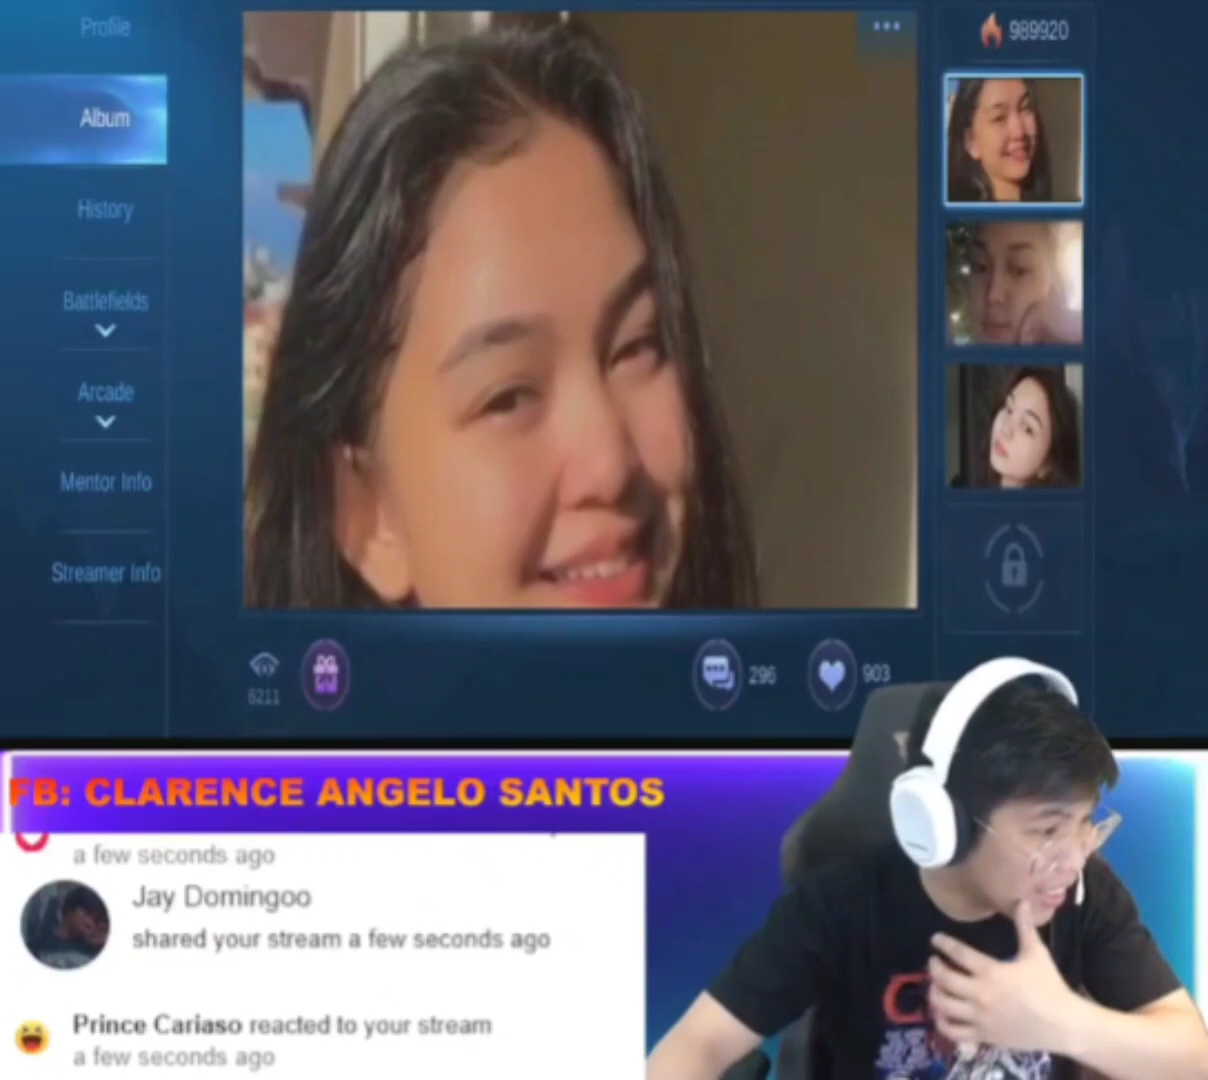 Profile
989920
Album
History
Battlefields
Arcade
Mentor Info
Streamer Info
6211
296
903
FB: CLARENCE ANGELO SANTOS
a few seconds ago
Jay Domingoo
shared your stream a few seconds ago
Prince Cariaso reacted to your stream
a few seconds ago